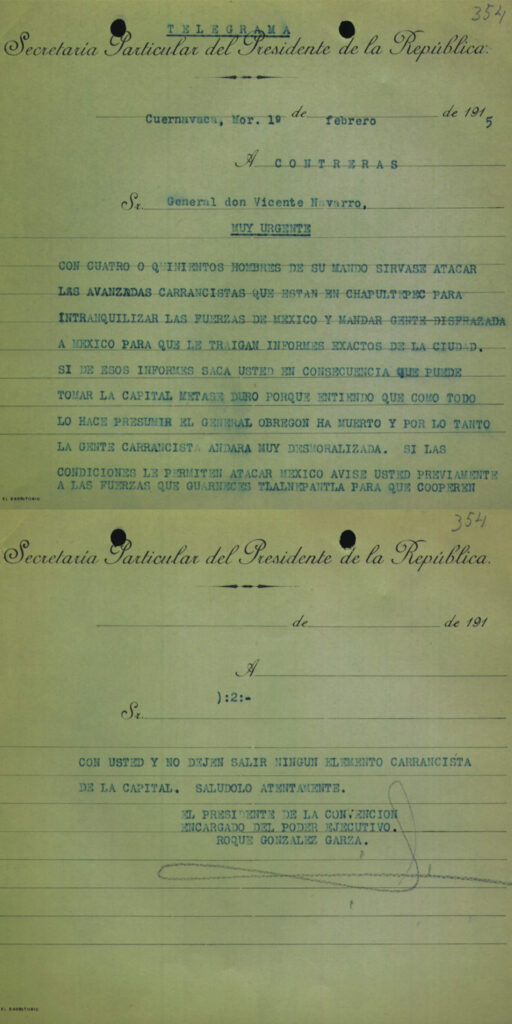 354
TELEGRAMA
Secretaría Particular del Presidente de la República.
Cuernavaca, Mor. 1º de febrero de 1915
A CONTRERAS
Sr. General don Vicente Navarro,
MUY URGENTE
CON CUATRO O QUINIENTOS HOMBRES DE SU MANDO SIRVASE ATACAR
LAS AVANZADAS CARRANCISTAS QUE ESTAN EN CHAPULTEPEC PARA
INTRANQUILIZAR LAS FUERZAS DE MEXICO Y MANDAR GENTE DISFRAZADA
A MEXICO PARA QUE LE TRAIGAN INFORMES EXACTOS DE LA CIUDAD.
SI DE ESOS INFORMES SACA USTED EN CONSECUENCIA QUE PUEDE
TOMAR LA CAPITAL METASE DURO PORQUE ENTIENDO QUE COMO TODO
LO HACE PRESUMIR EL GENERAL OBREGON HA MUERTO Y POR LO TANTO
LA GENTE CARRANCISTA ANDARA MUY DESMORALIZADA. SI LAS
CONDICIONES LE PERMITEN ATACAR MEXICO AVISE USTED PREVIAMENTE
A LAS FUERZAS QUE GUARNECES TLALNEPANTLA PARA QUE COOPEREN
EL ESCRITORIO
354
Secretaría Particular del Presidente de la República.
de de 191
A
):2:-
Sr.
CON USTED Y NO DEJEN SALIR NINGUN ELEMENTO CARRANCISTA
DE LA CAPITAL. SALUDOLO ATENTAMENTE.
EL PRESIDENTE DE LA CONVENCION
ENCARGADO DEL PODER EJECUTIVO.
ROQUE GONZALEZ GARZA.
EL ESCRITORIO